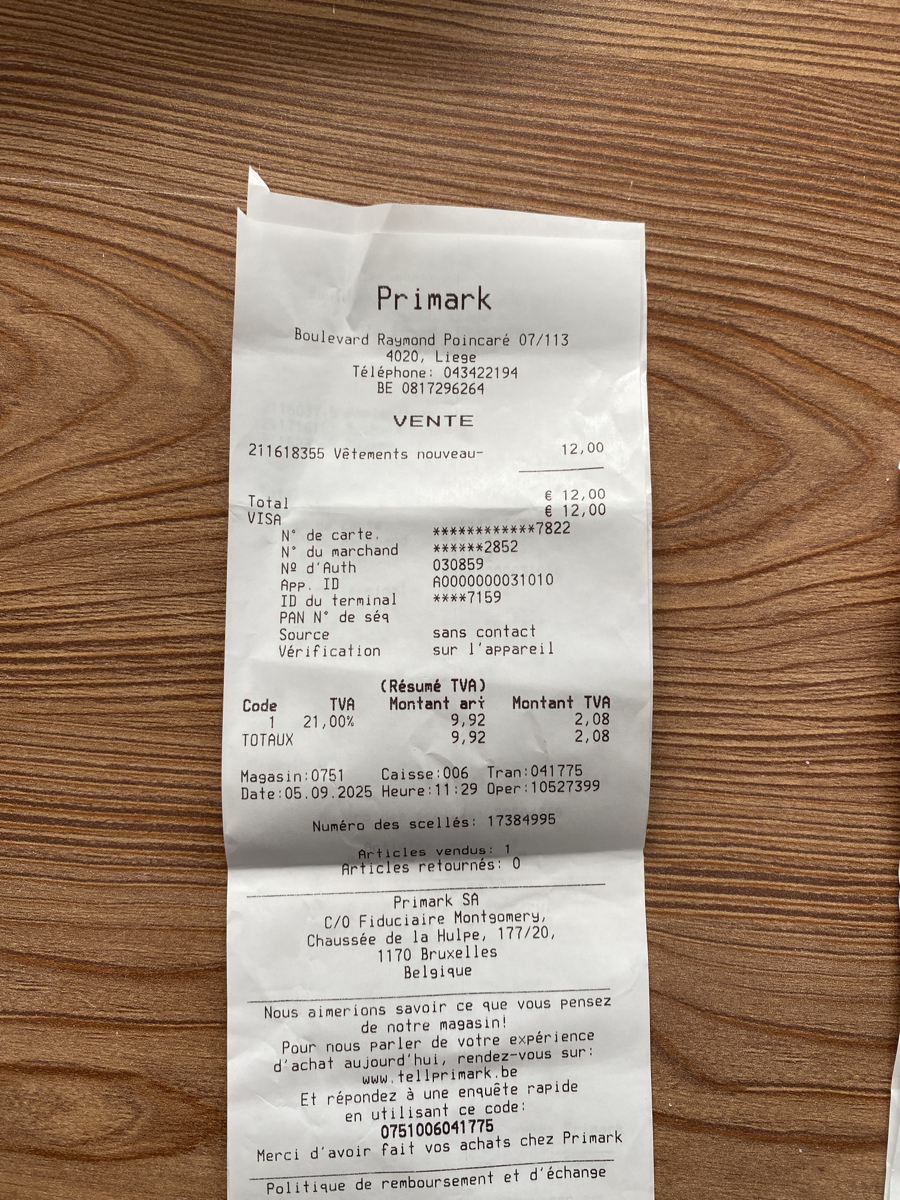 Primark
Boulevard Raymond Poincaré 07/113
4020, Liege
Téléphone: 043422194
BE 0817296264
VENTE
211618355 Vêtements nouveau- 12,00
Total € 12,00
VISA € 12,00
N° de carte. ************7822
N° du marchand ******2852
Nº d'Auth 030859
App. ID A0000000031010
ID du terminal ****7159
PAN N° de séq
Source sans contact
Vérification sur l'appareil
(Résumé TVA)
Code TVA Montant ari Montant TVA
1 21,00% 9,92 2,08
TOTAUX 9,92 2,08
Magasin:0751 Caisse:006 Tran:041775
Date:05.09.2025 Heure:11:29 Oper:10527399
Numéro des scellés: 17384995
Articles vendus: 1
Articles retournés: 0
Primark SA
C/O Fiduciaire Montgomery,
Chaussée de la Hulpe, 177/20,
1170 Bruxelles
Belgique
Nous aimerions savoir ce que vous pensez
de notre magasin!
Pour nous parler de votre expérience
d'achat aujourd'hui, rendez-vous sur:
www.tellprimark.be
Et répondez à une enquête rapide
en utilisant ce code:
0751006041775
Merci d'avoir fait vos achats chez Primark
Politique de remboursement et d'échange